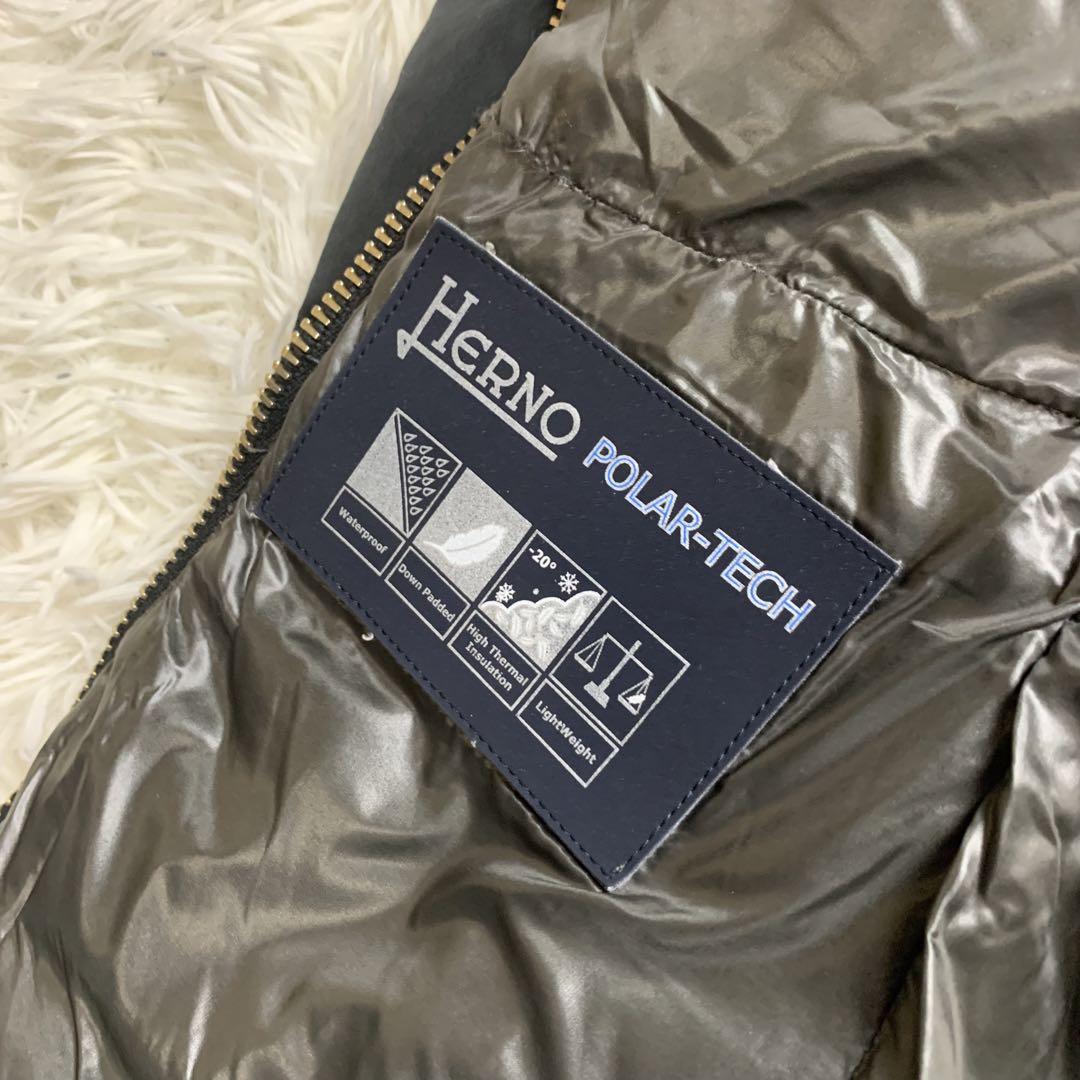 HERNO
POLAR-TECH
Waterproof
Down Padded
-20°
High Thermal
Insulation
LightWeight